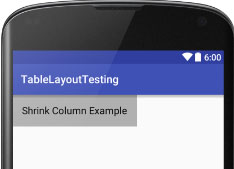 6:00
TableLayoutTesting
Shrink Column Example